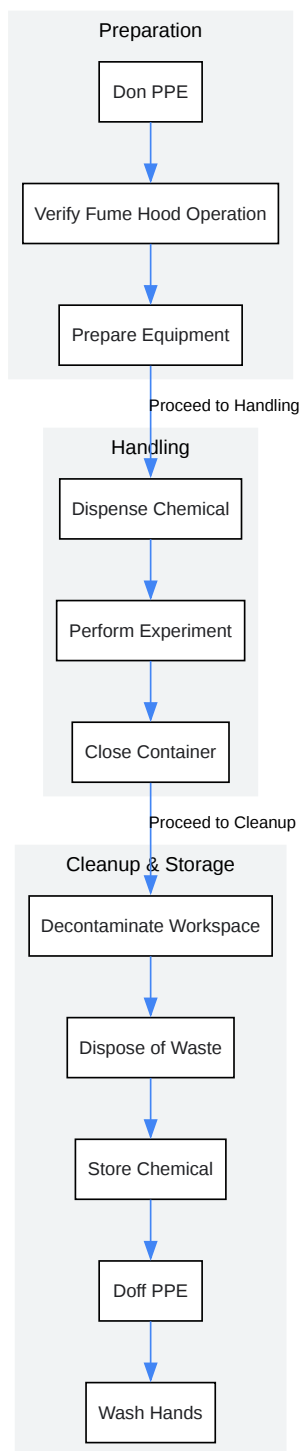 Preparation
Don PPE
Verify Fume Hood Operation
Prepare Equipment
Proceed to Handling
Handling
Dispense Chemical
Perform Experiment
Close Container
Proceed to Cleanup
Cleanup & Storage
Decontaminate Workspace
Dispose of Waste
Store Chemical
Doff PPE
Wash Hands